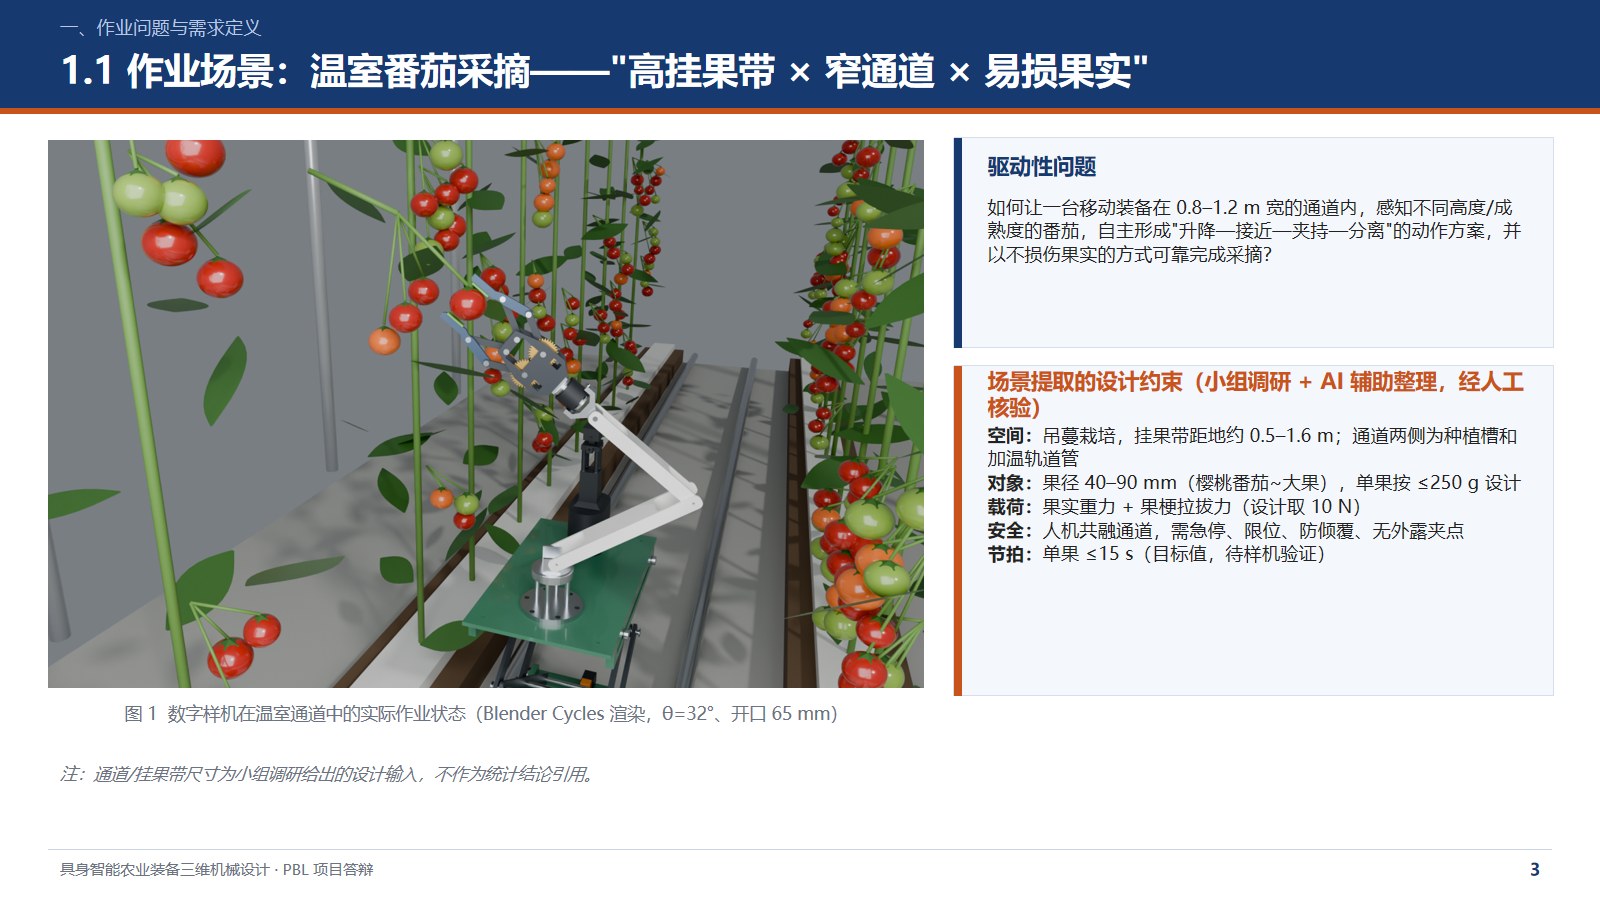 一、作业问题与需求定义
1.1 作业场景：温室番茄采摘——"高挂果带 × 窄通道 × 易损果实"
驱动性问题
如何让一台移动装备在 0.8–1.2 m 宽的通道内，感知不同高度/成
熟度的番茄，自主形成"升降—接近—夹持—分离"的动作方案，并
以不损伤果实的方式可靠完成采摘？
场景提取的设计约束（小组调研 + AI 辅助整理，经人工
核验）
空间：吊蔓栽培，挂果带距地约 0.5–1.6 m；通道两侧为种植槽和
加温轨道管
对象：果径 40–90 mm（樱桃番茄~大果），单果按 ≤250 g 设计
载荷：果实重力 + 果梗拉拔力（设计取 10 N）
安全：人机共融通道，需急停、限位、防倾覆、无外露夹点
节拍：单果 ≤15 s（目标值，待样机验证）
图 1  数字样机在温室通道中的实际作业状态（Blender Cycles 渲染，θ=32°、开口 65 mm）
注：通道/挂果带尺寸为小组调研给出的设计输入，不作为统计结论引用。
具身智能农业装备三维机械设计 · PBL 项目答辩
3